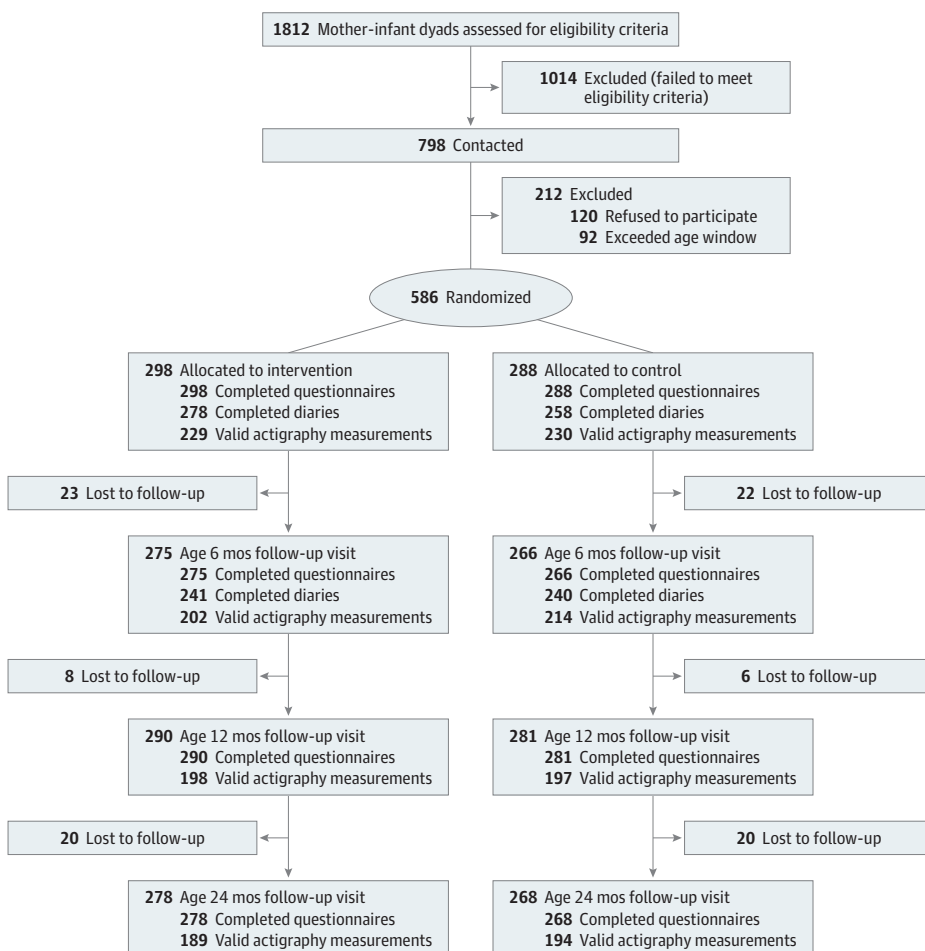 1812 Mother-infant dyads assessed for eligibility criteria
1014 Excluded (failed to meet
eligibility criteria)
798 Contacted
212 Excluded
120 Refused to participate
92 Exceeded age window
586 Randomized
298 Allocated to intervention
298 Completed questionnaires
278 Completed diaries
229 Valid actigraphy measurements
288 Allocated to control
288 Completed questionnaires
258 Completed diaries
230 Valid actigraphy measurements
23 Lost to follow-up
22 Lost to follow-up
275 Age 6 mos follow-up visit
275 Completed questionnaires
241 Completed diaries
202 Valid actigraphy measurements
266 Age 6 mos follow-up visit
266 Completed questionnaires
240 Completed diaries
214 Valid actigraphy measurements
8 Lost to follow-up
6 Lost to follow-up
290 Age 12 mos follow-up visit
290 Completed questionnaires
198 Valid actigraphy measurements
281 Age 12 mos follow-up visit
281 Completed questionnaires
197 Valid actigraphy measurements
20 Lost to follow-up
20 Lost to follow-up
278 Age 24 mos follow-up visit
278 Completed questionnaires
189 Valid actigraphy measurements
268 Age 24 mos follow-up visit
268 Completed questionnaires
194 Valid actigraphy measurements